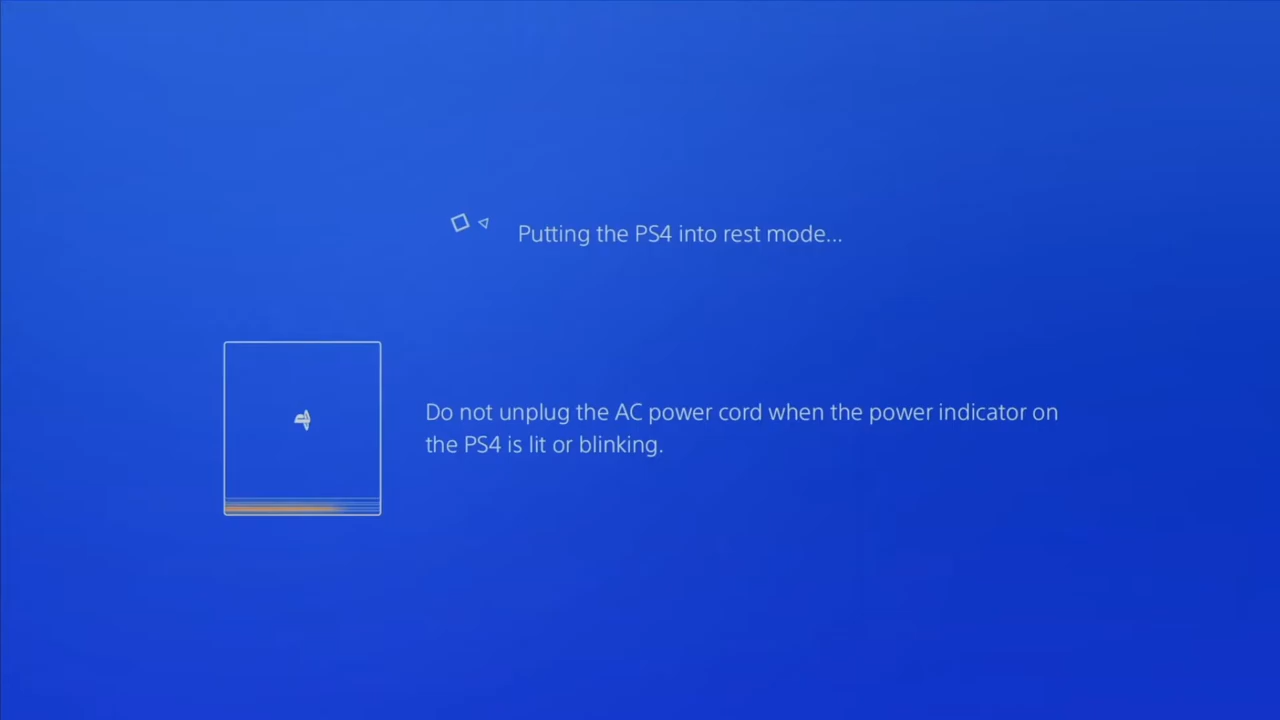 Putting the PS4 into rest mode...
Do not unplug the AC power cord when the power indicator on
the PS4 is lit or blinking.